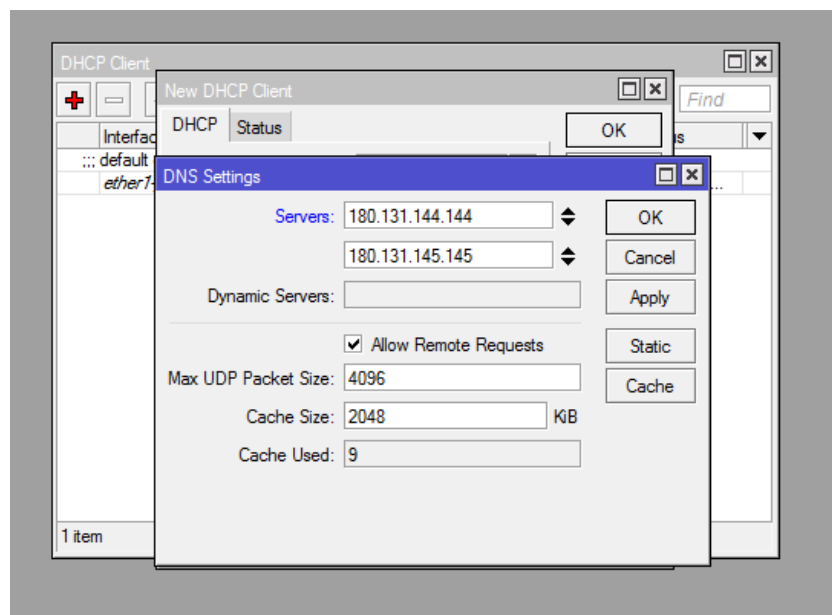 DHCP Client
New DHCP Client
Find
DHCP Status OK
Interfac
;;; default
ether1-
DNS Settings
Servers: 180.131.144.144 OK
180.131.145.145 Cancel
Dynamic Servers: Apply
Allow Remote Requests Static
Max UDP Packet Size: 4096 Cache
Cache Size: 2048 KiB
Cache Used: 9
1 item